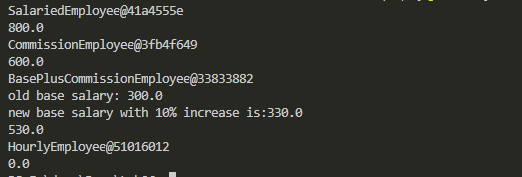 SalariedEmployee@41a4555e
800.0
CommissionEmployee@3fb4f649
600.0
BasePlusCommissionEmployee@33833882
old base salary: 300.0
new base salary with 10% increase is:330.0
530.0
HourlyEmployee@51016012
0.0